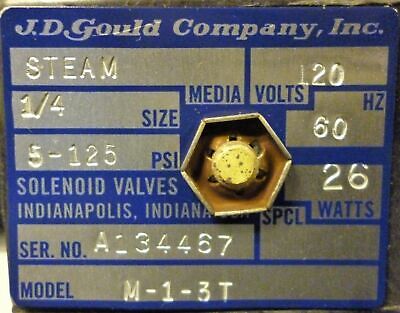 J.D. Gould Company, Inc.
STEAM MEDIA VOLTS 120
1/4 SIZE 60 HZ
5-125 PSI
SOLENOID VALVES 26 WATTS
INDIANAPOLIS, INDIANA SPCL
SER. NO. A134467
MODEL M-1-3T